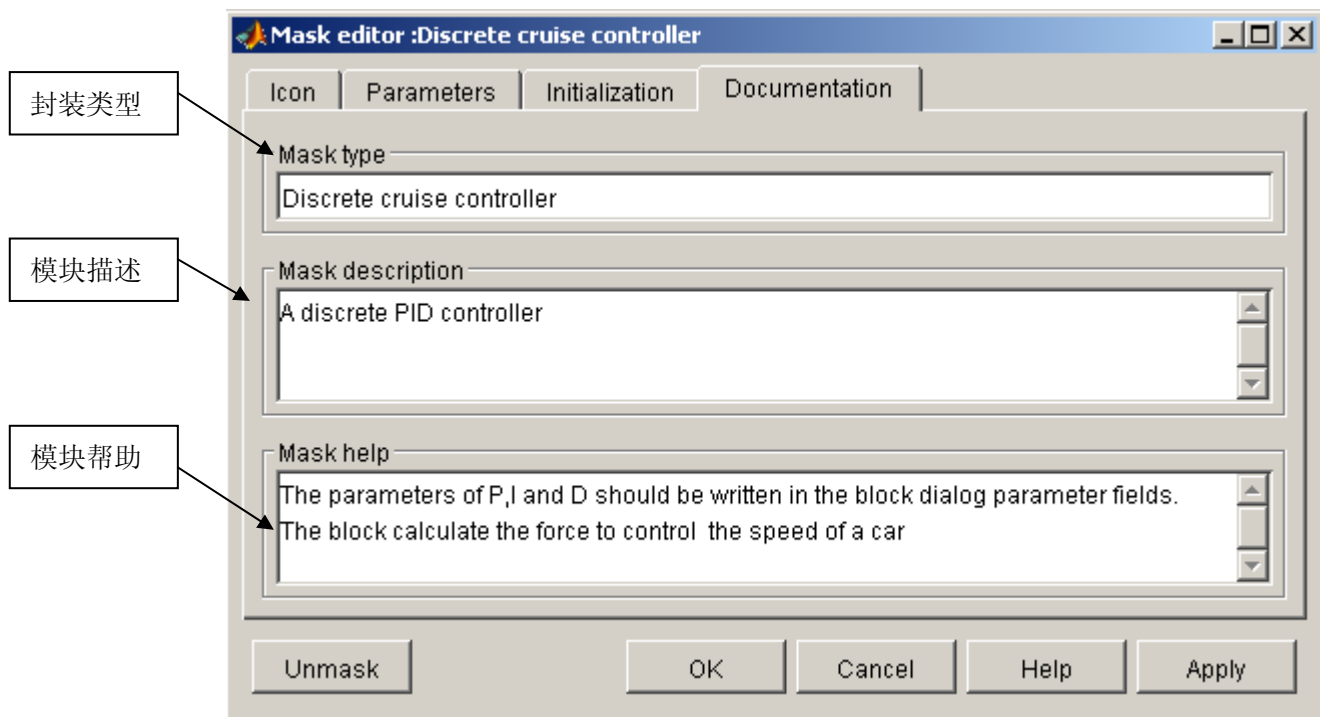 Mask editor :Discrete cruise controller
Icon Parameters Initialization Documentation
封装类型
Mask type
Discrete cruise controller
模块描述
Mask description
A discrete PID controller
模块帮助
Mask help
The parameters of P,I and D should be written in the block dialog parameter fields.
The block calculate the force to control the speed of a car
Unmask OK Cancel Help Apply